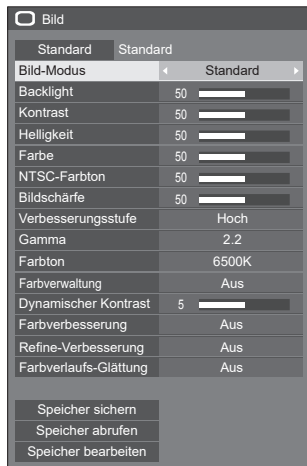 Bild
Standard Standard
Bild-Modus Standard
Backlight 50
Kontrast 50
Helligkeit 50
Farbe 50
NTSC-Farbton 50
Bildschärfe 50
Verbesserungsstufe Hoch
Gamma 2.2
Farbton 6500K
Farbverwaltung Aus
Dynamischer Kontrast 5
Farbverbesserung Aus
Refine-Verbesserung Aus
Farbverlaufs-Glättung Aus
Speicher sichern
Speicher abrufen
Speicher bearbeiten